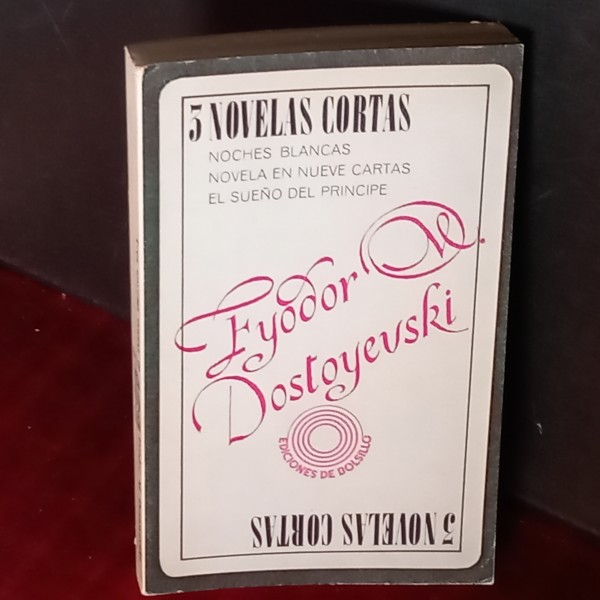 3 NOVELAS CORTAS
NOCHES BLANCAS
NOVELA EN NUEVE CARTAS
EL SUEÑO DEL PRINCIPE
Fyodor M.
Dostoyevski
EDICIONES DE BOLSILLO
3 NOVELAS CORTAS